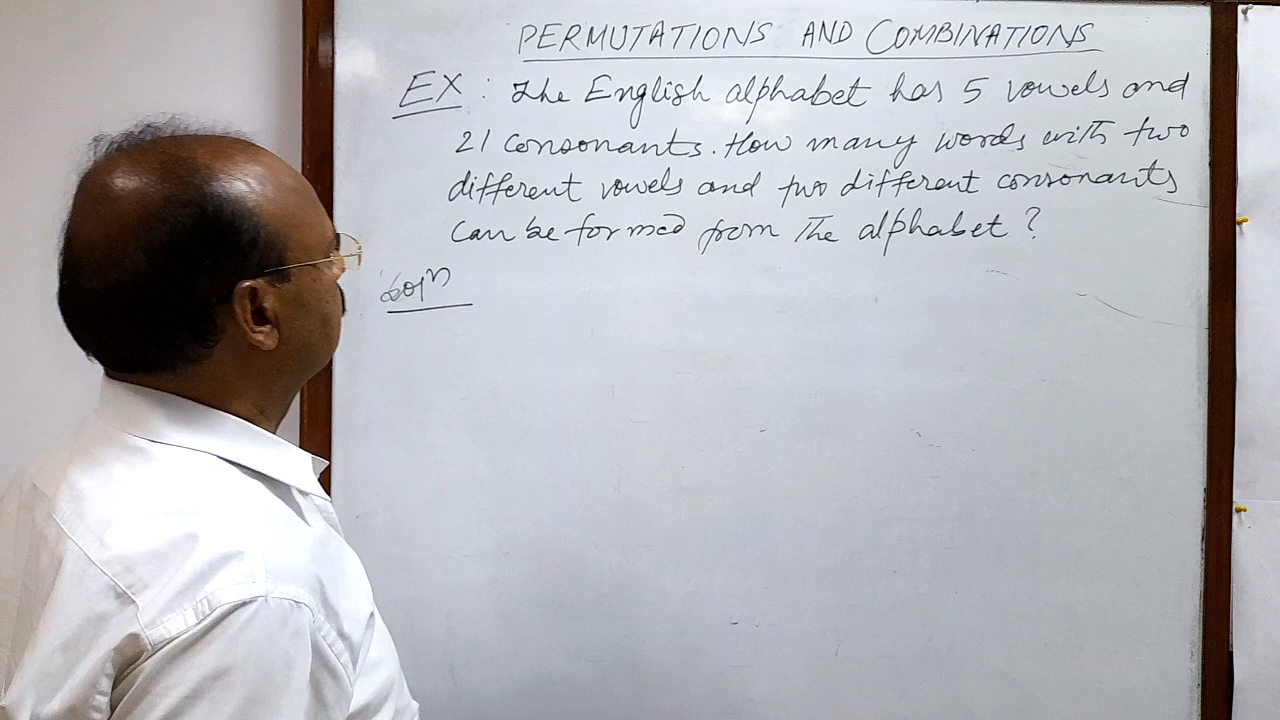 PERMUTATIONS AND COMBINATIONS
EX : The English alphabet has 5 vowels and
21 consonants. How many words with two
different vowels and two different consonants
can be formed from The alphabet ?
Solⁿ